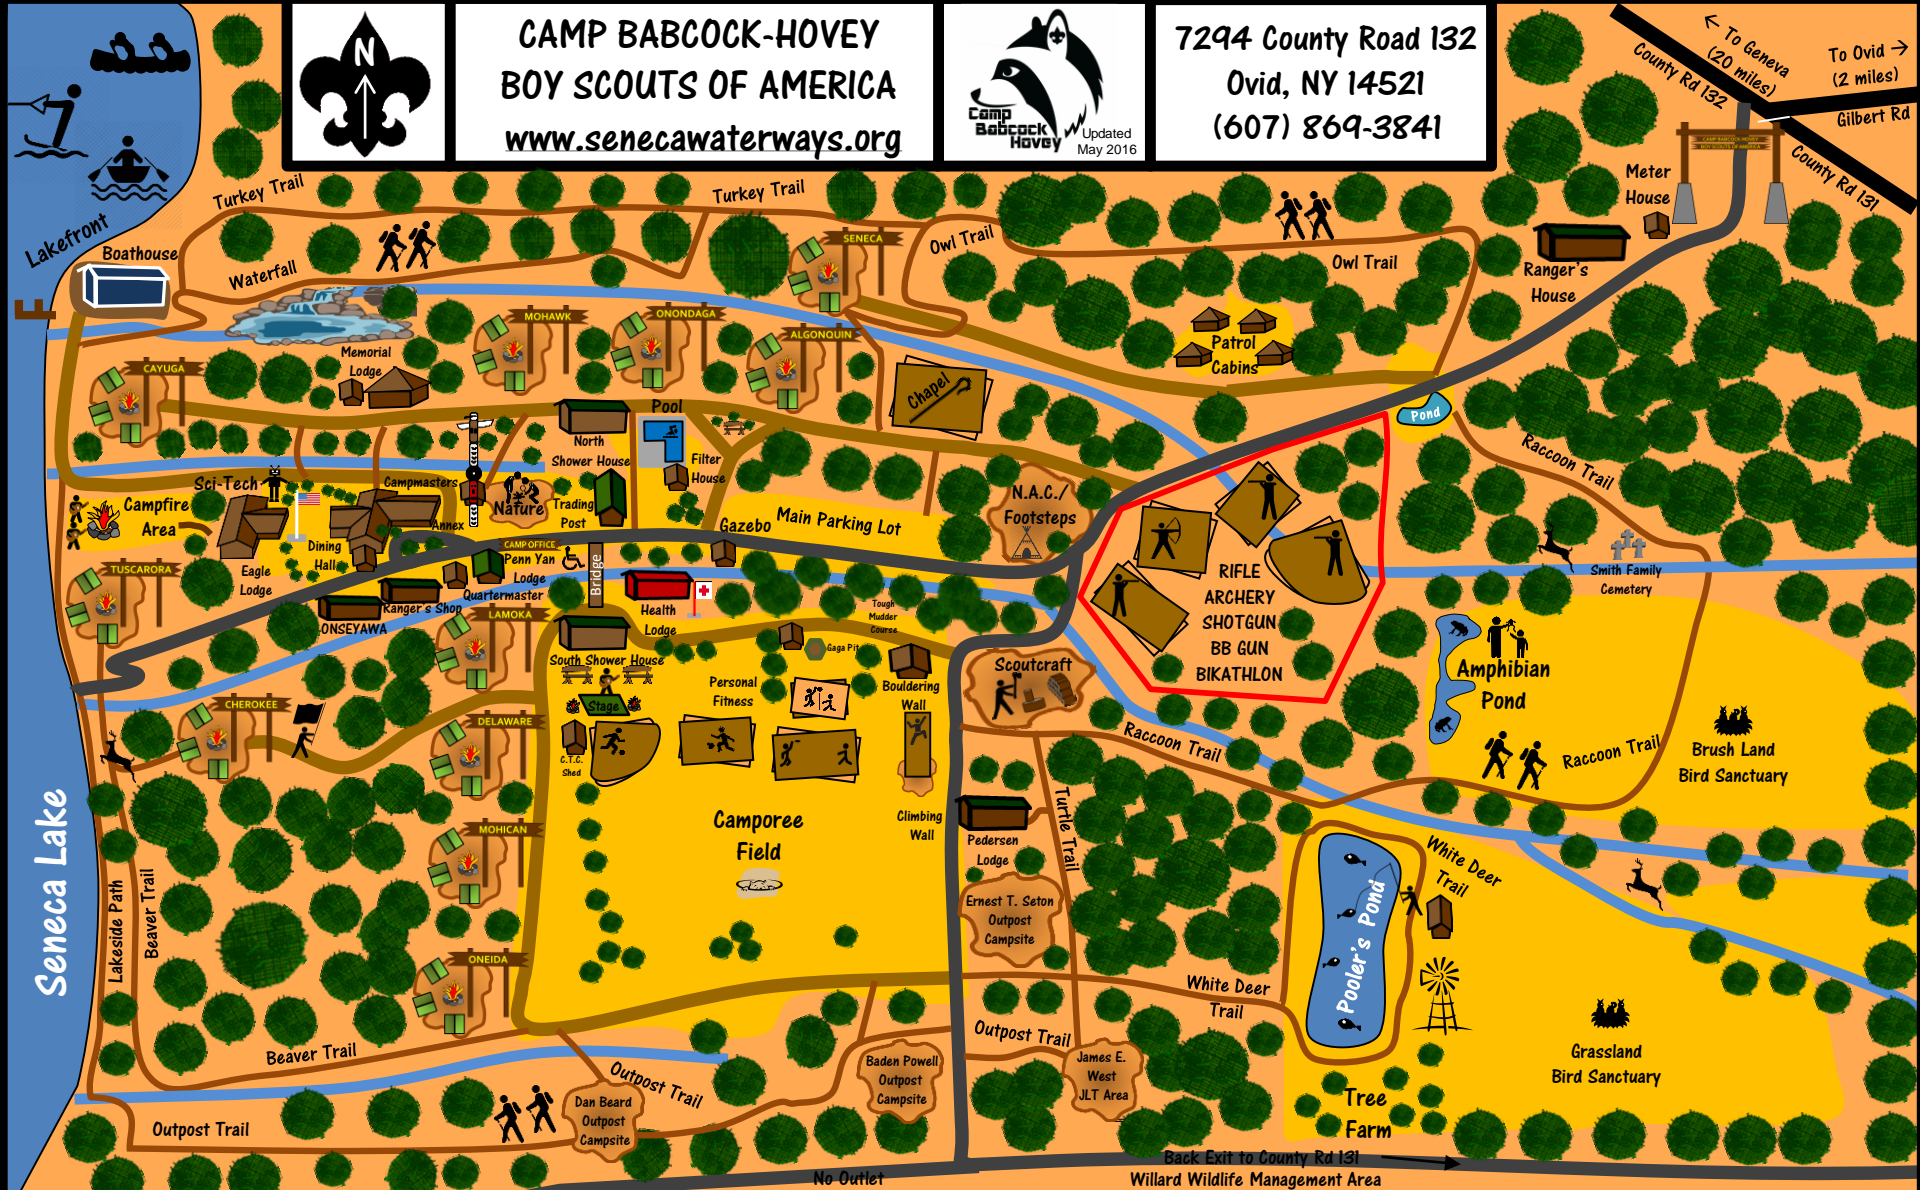 N
CAMP BABCOCK-HOVEY
BOY SCOUTS OF AMERICA
www.senecawaterways.org
Camp
Babcock
Hovey
Updated
May 2016
7294 County Road 132
Ovid, NY 14521
(607) 869-3841
← To Geneva
(20 miles)
County Rd 132
To Ovid →
(2 miles)
Gilbert Rd
County Rd 131
CAMP BABCOCK-HOVEY
BOY SCOUTS OF AMERICA
Meter
House
Ranger's
House
Turkey Trail
Turkey Trail
Lakefront
Boathouse
Waterfall
SENECA
Owl Trail
Owl Trail
MOHAWK
ONONDAGA
ALGONQUIN
Patrol
Cabins
CAYUGA
Memorial
Lodge
Chapel
Pond
Pool
North
Shower House
Filter
House
Raccoon Trail
Sci-Tech
Campmasters
Nature
Trading
Post
N.A.C./
Footsteps
Campfire
Area
Annex
Gazebo
Main Parking Lot
Dining
Hall
CAMP OFFICE
Penn Yan
Lodge
Bridge
Eagle
Lodge
TUSCARORA
Quartermaster
Ranger's Shop
ONSEYAWA
LAMOKA
Health
Lodge
Tough
Mudder
Course
RIFLE
ARCHERY
SHOTGUN
BB GUN
BIKATHLON
Smith Family
Cemetery
South Shower House
Gaga Pit
Bouldering
Wall
Scoutcraft
Amphibian
Pond
Personal
Fitness
Stage
CHEROKEE
DELAWARE
C.T.C.
Shed
Raccoon Trail
Raccoon Trail
Brush Land
Bird Sanctuary
Seneca Lake
Camporee
Field
Climbing
Wall
Turtle Trail
Pedersen
Lodge
MOHICAN
White Deer
Trail
Lakeside Path
Beaver Trail
Ernest T. Seton
Outpost
Campsite
Pooler's Pond
ONEIDA
White Deer
Trail
Beaver Trail
Outpost Trail
Outpost Trail
Baden Powell
Outpost
Campsite
James E.
West
JLT Area
Grassland
Bird Sanctuary
Dan Beard
Outpost
Campsite
Outpost Trail
Tree
Farm
No Outlet
Back Exit to County Rd 131
Willard Wildlife Management Area